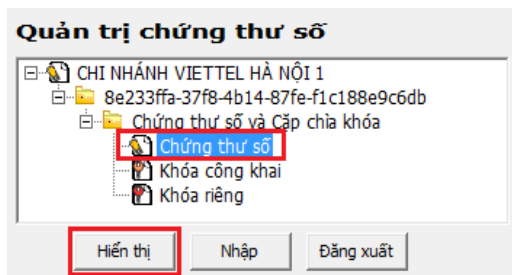 Quản trị chứng thư số
CHI NHÁNH VIETTEL HÀ NỘI 1
8e233ffa-37f8-4b14-87fe-f1c188e9c6db
Chứng thư số và Cặp chìa khóa
Chứng thư số
Khóa công khai
Khóa riêng
Hiển thị Nhập Đăng xuất